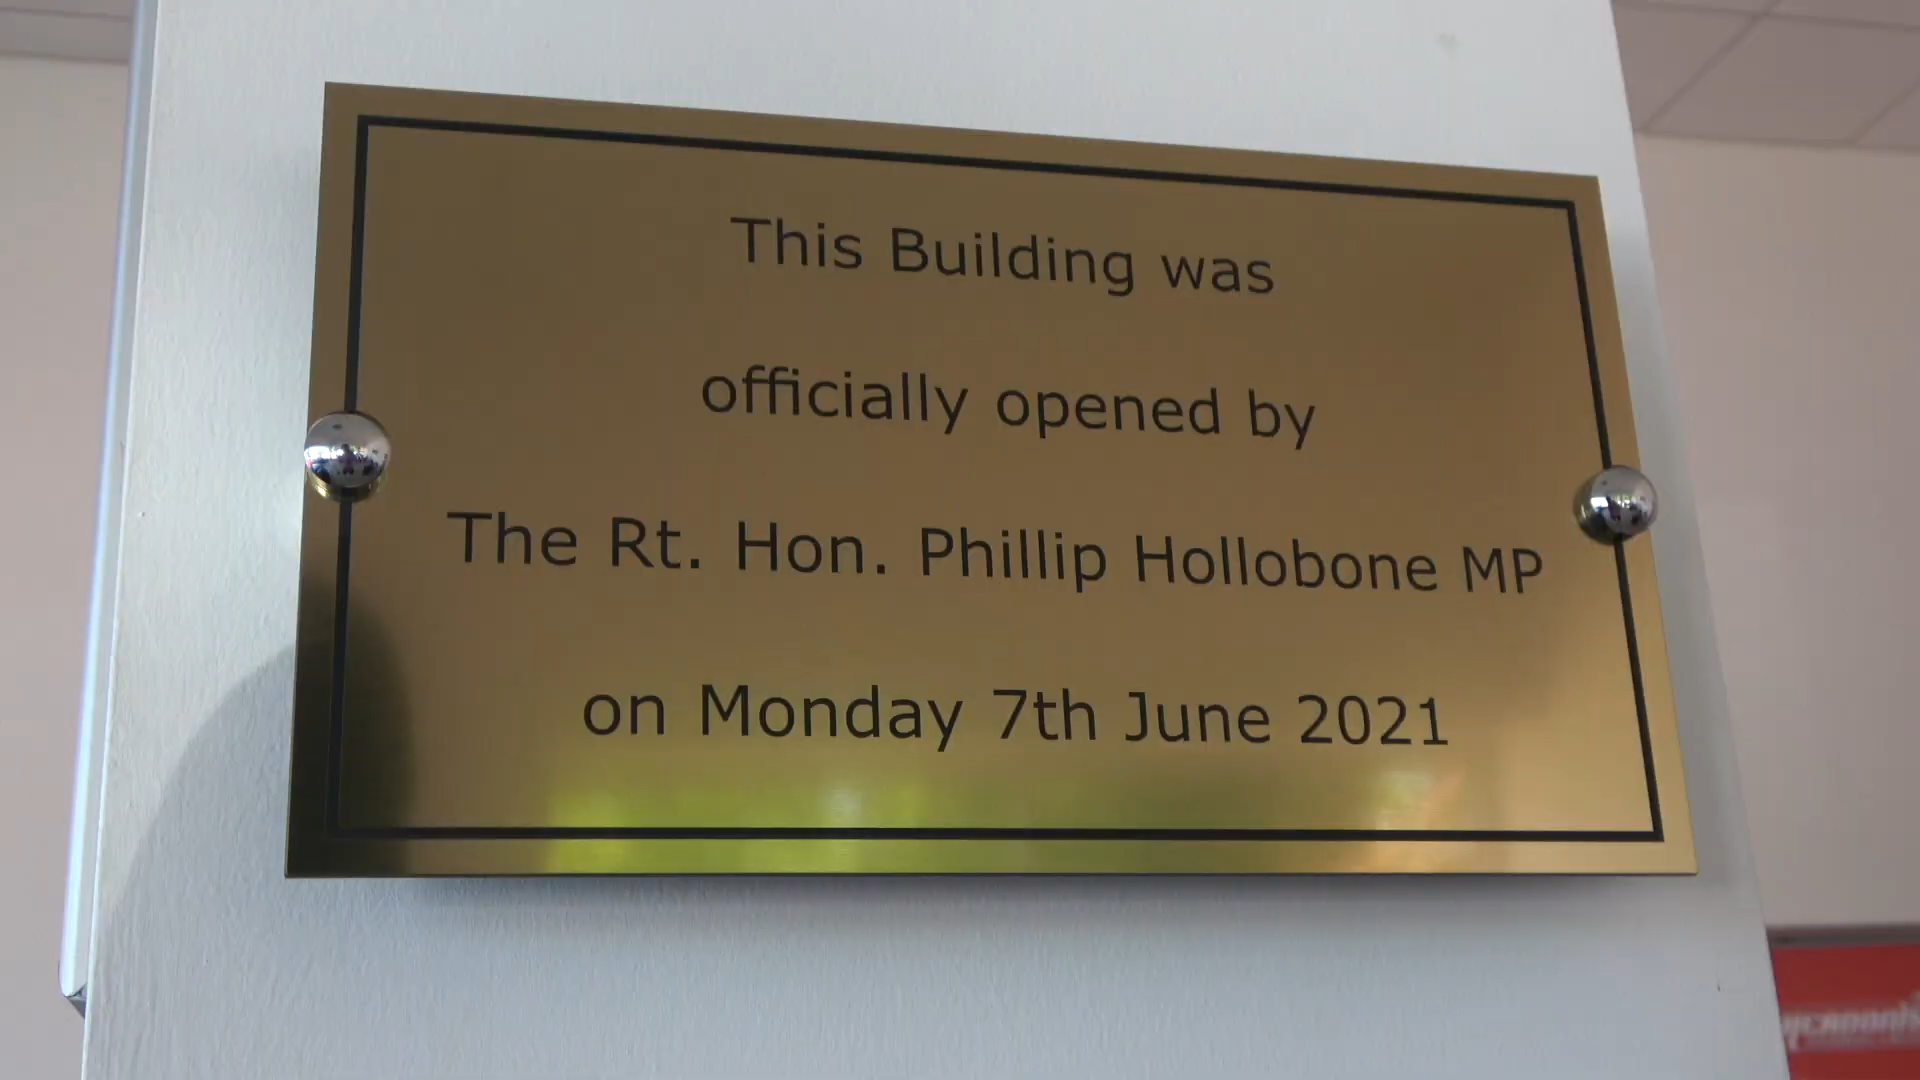 This Building was
officially opened by
The Rt. Hon. Phillip Hollobone MP
on Monday 7th June 2021